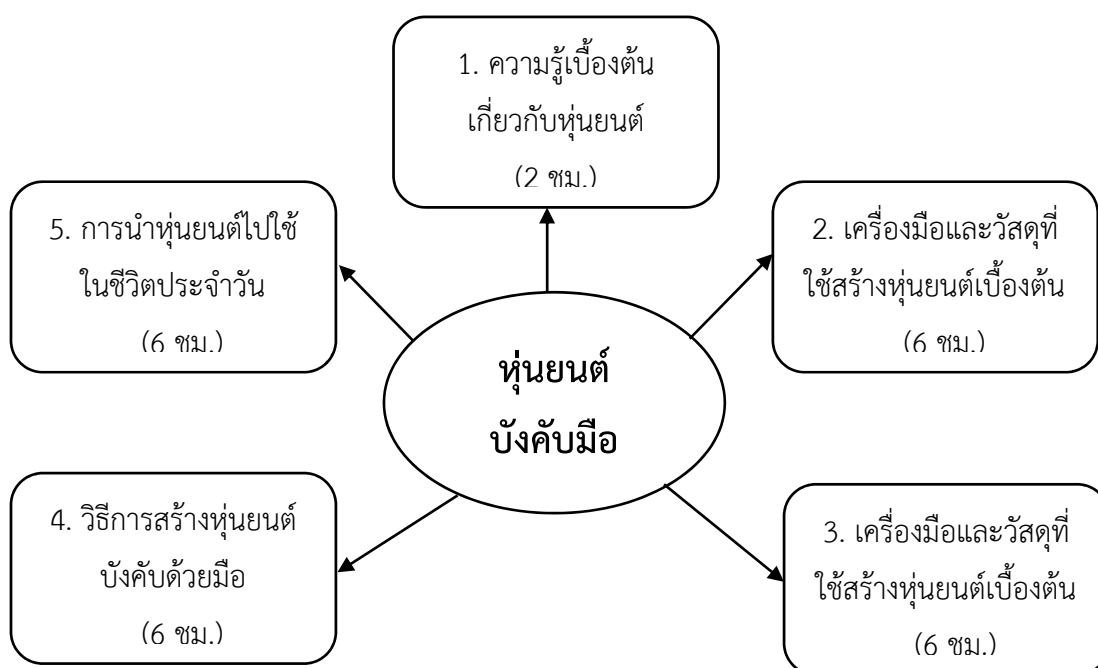 1. ความรู้เบื้องต้น
เกี่ยวกับหุ่นยนต์
(2 ชม.)
5. การนำหุ่นยนต์ไปใช้
ในชีวิตประจำวัน
(6 ชม.)
2. เครื่องมือและวัสดุที่
ใช้สร้างหุ่นยนต์เบื้องต้น
(6 ชม.)
หุ่นยนต์
บังคับมือ
4. วิธีการสร้างหุ่นยนต์
บังคับด้วยมือ
(6 ชม.)
3. เครื่องมือและวัสดุที่
ใช้สร้างหุ่นยนต์เบื้องต้น
(6 ชม.)